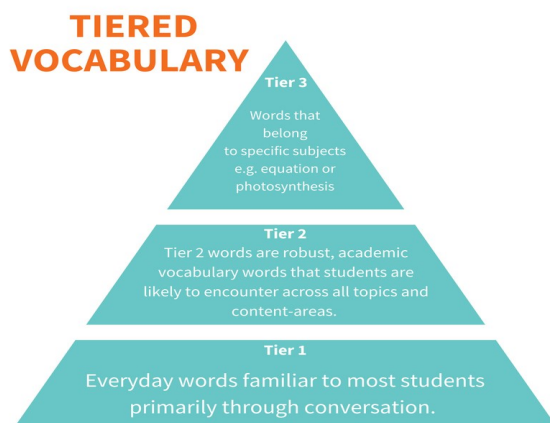 TIERED
VOCABULARY
Tier 3
Words that
belong
to specific subjects
e.g. equation or
photosynthesis
Tier 2
Tier 2 words are robust, academic
vocabulary words that students are
likely to encounter across all topics and
content-areas.
Tier 1
Everyday words familiar to most students
primarily through conversation.